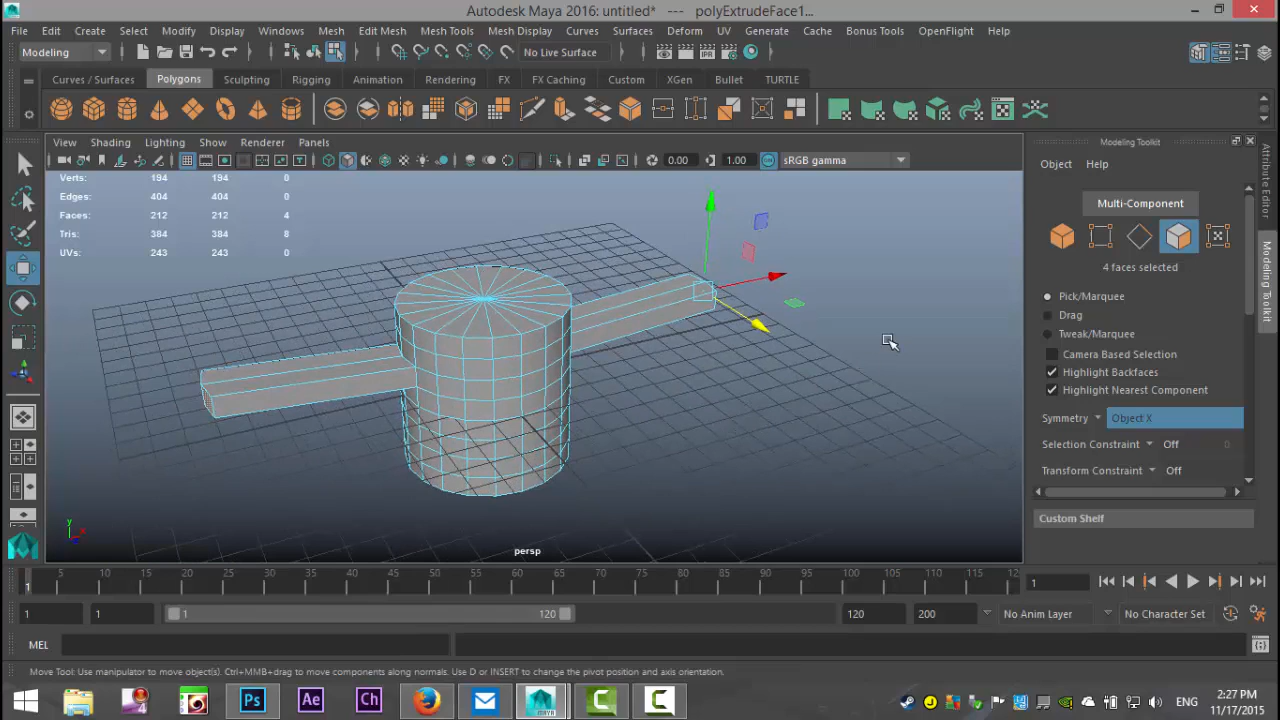 Autodesk Maya 2016: untitled* --- polyExtrudeFace1...
File Edit Create Select Modify Display Windows Mesh Edit Mesh Mesh Tools Mesh Display Curves Surfaces Deform UV Generate Cache Bonus Tools OpenFlight Help
Modeling No Live Surface
Curves / Surfaces Polygons Sculpting Rigging Animation Rendering FX FX Caching Custom XGen Bullet TURTLE
View Shading Lighting Show Renderer Panels
0.00 1.00 sRGB gamma
Verts: 194 194 0
Edges: 404 404 0
Faces: 212 212 4
Tris: 384 384 8
UVs: 243 243 0
persp
Modeling Toolkit
Object Help
Multi-Component
4 faces selected
Pick/Marquee
Drag
Tweak/Marquee
Camera Based Selection
Highlight Backfaces
Highlight Nearest Component
Symmetry Object X
Selection Constraint Off 0
Transform Constraint Off
Custom Shelf
Attribute Editor
Modeling Toolkit
1 5 10 15 20 25 30 35 40 45 50 55 60 65 70 75 80 85 90 95 100 105 110 115 12
1
1 1 1 120 120 200 No Anim Layer No Character Set
MEL
Move Tool: Use manipulator to move object(s). Ctrl+MMB+drag to move components along normals. Use D or INSERT to change the pivot position and axis orientation.
Ps Ae Ch ENG
2:27 PM
11/17/2015